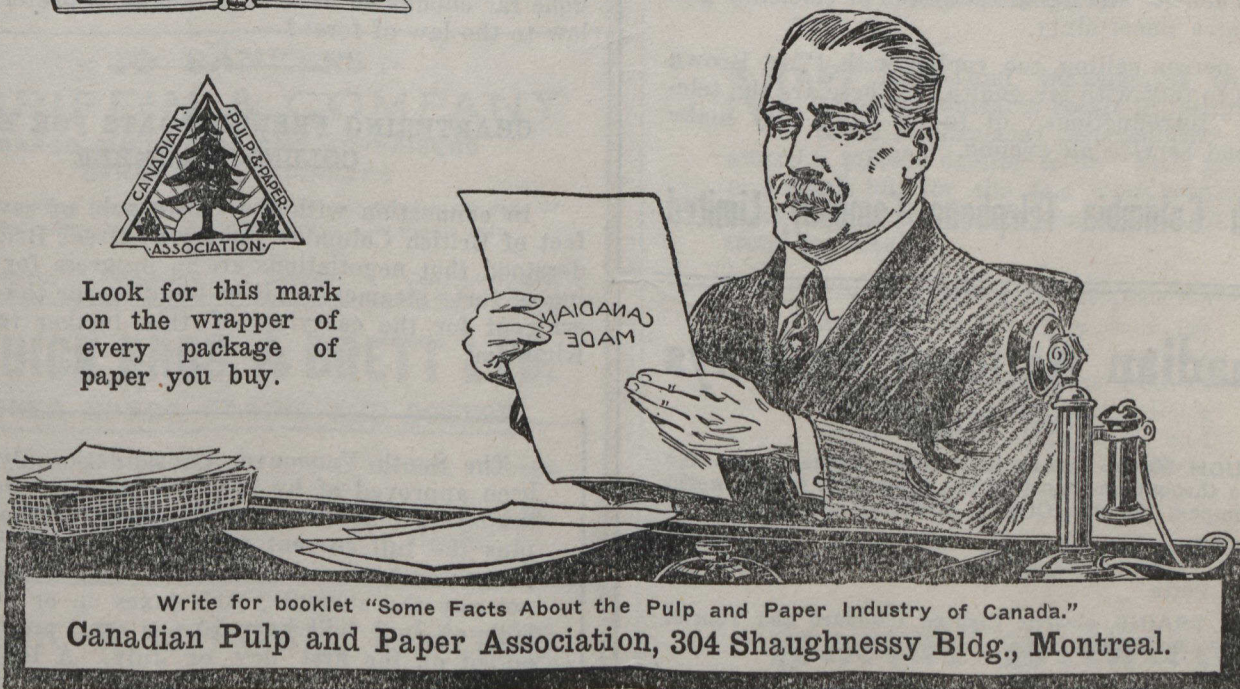 CANADIAN PULP & PAPER
ASSOCIATION
Look for this mark
on the wrapper of
every package of
paper you buy.
CANADIAN
MADE
Write for booklet "Some Facts About the Pulp and Paper Industry of Canada."
Canadian Pulp and Paper Association, 304 Shaughnessy Bldg., Montreal.